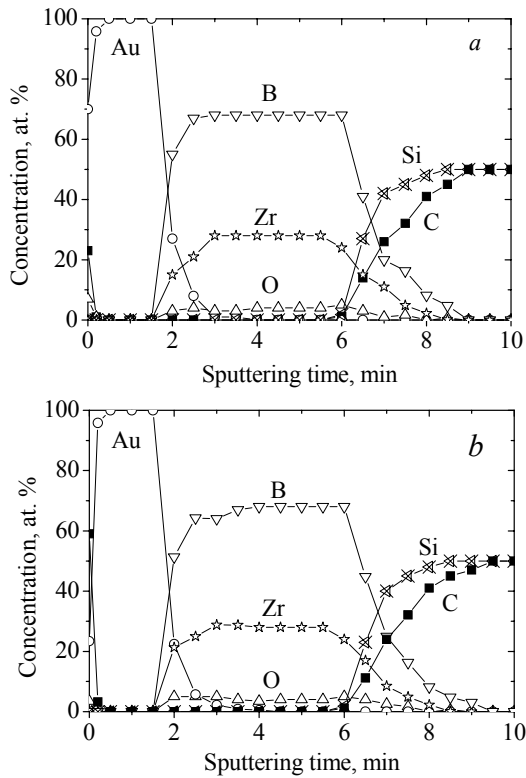 a
100
Au
80
B
60
Si
40
Zr
C
20
O
0
0 2 4 6 8 10
Concentration, at. %
Sputtering time, min
b
100
Au
80
B
60
Si
40
Zr
C
20
O
0
0 2 4 6 8 10
Concentration, at. %
Sputtering time, min